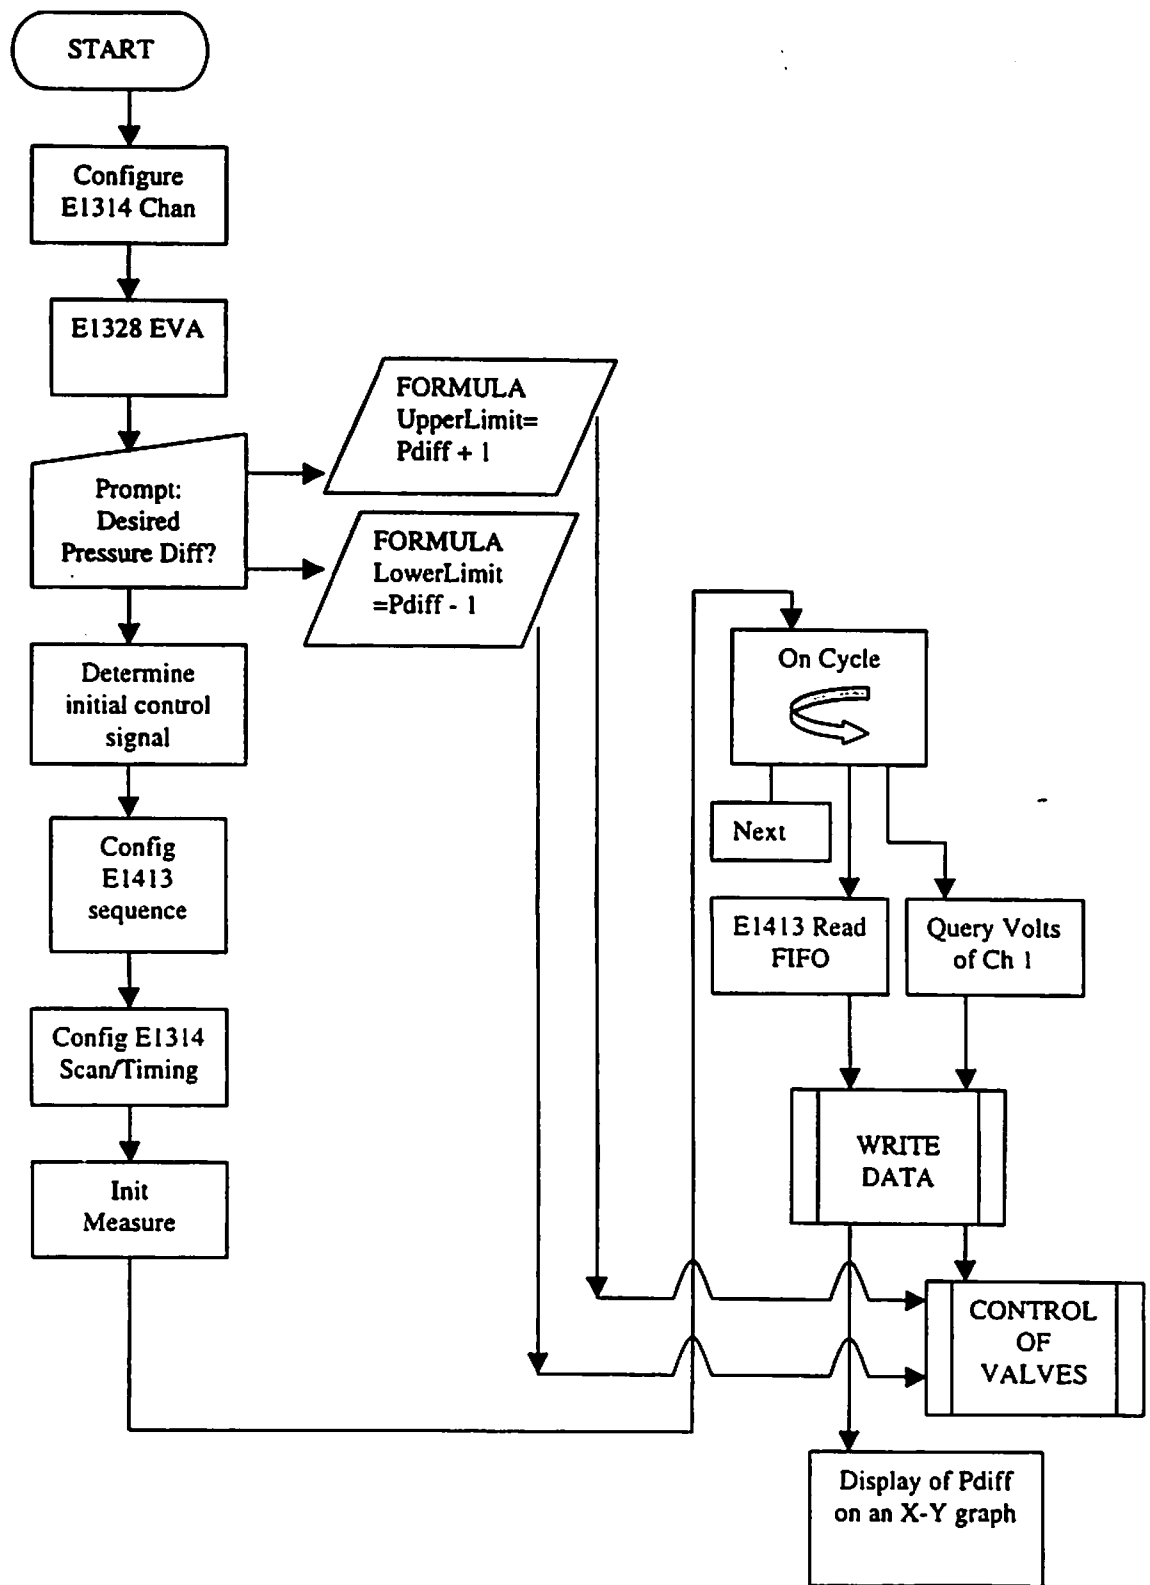 START
Configure
E1314 Chan
E1328 EVA
FORMULA
UpperLimit=
Pdiff + 1
Prompt:
Desired
Pressure Diff?
FORMULA
LowerLimit
=Pdiff - 1
Determine
initial control
signal
Config
E1413
sequence
Config E1314
Scan/Timing
Init
Measure
On Cycle
Next
E1413 Read
FIFO
Query Volts
of Ch 1
WRITE
DATA
CONTROL
OF
VALVES
Display of Pdiff
on an X-Y graph